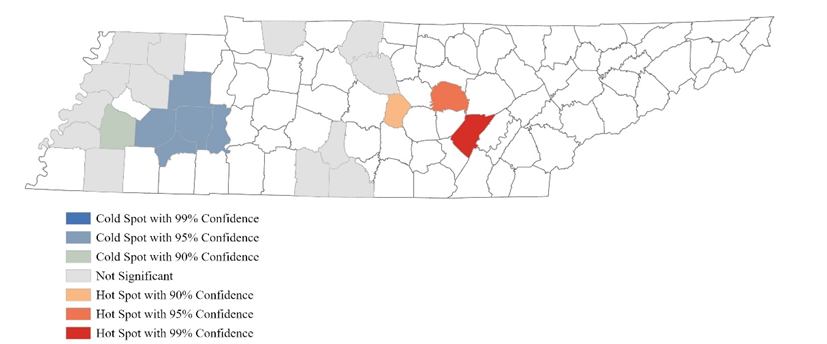 Cold Spot with 99% Confidence
Cold Spot with 95% Confidence
Cold Spot with 90% Confidence
Not Significant
Hot Spot with 90% Confidence
Hot Spot with 95% Confidence
Hot Spot with 99% Confidence